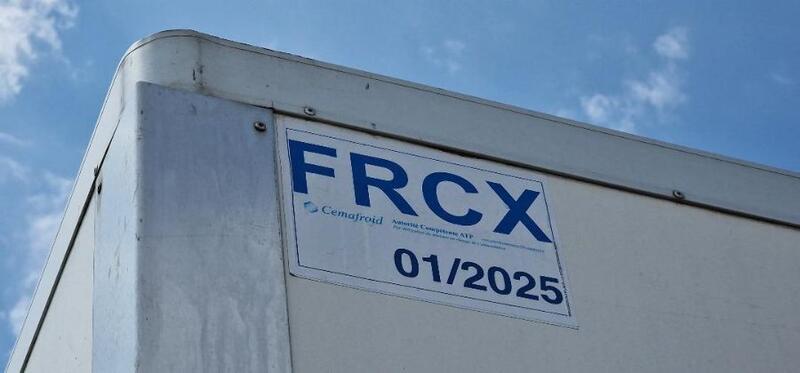 FRCX
Cemafroid Autorité Compétente ATP
01/2025